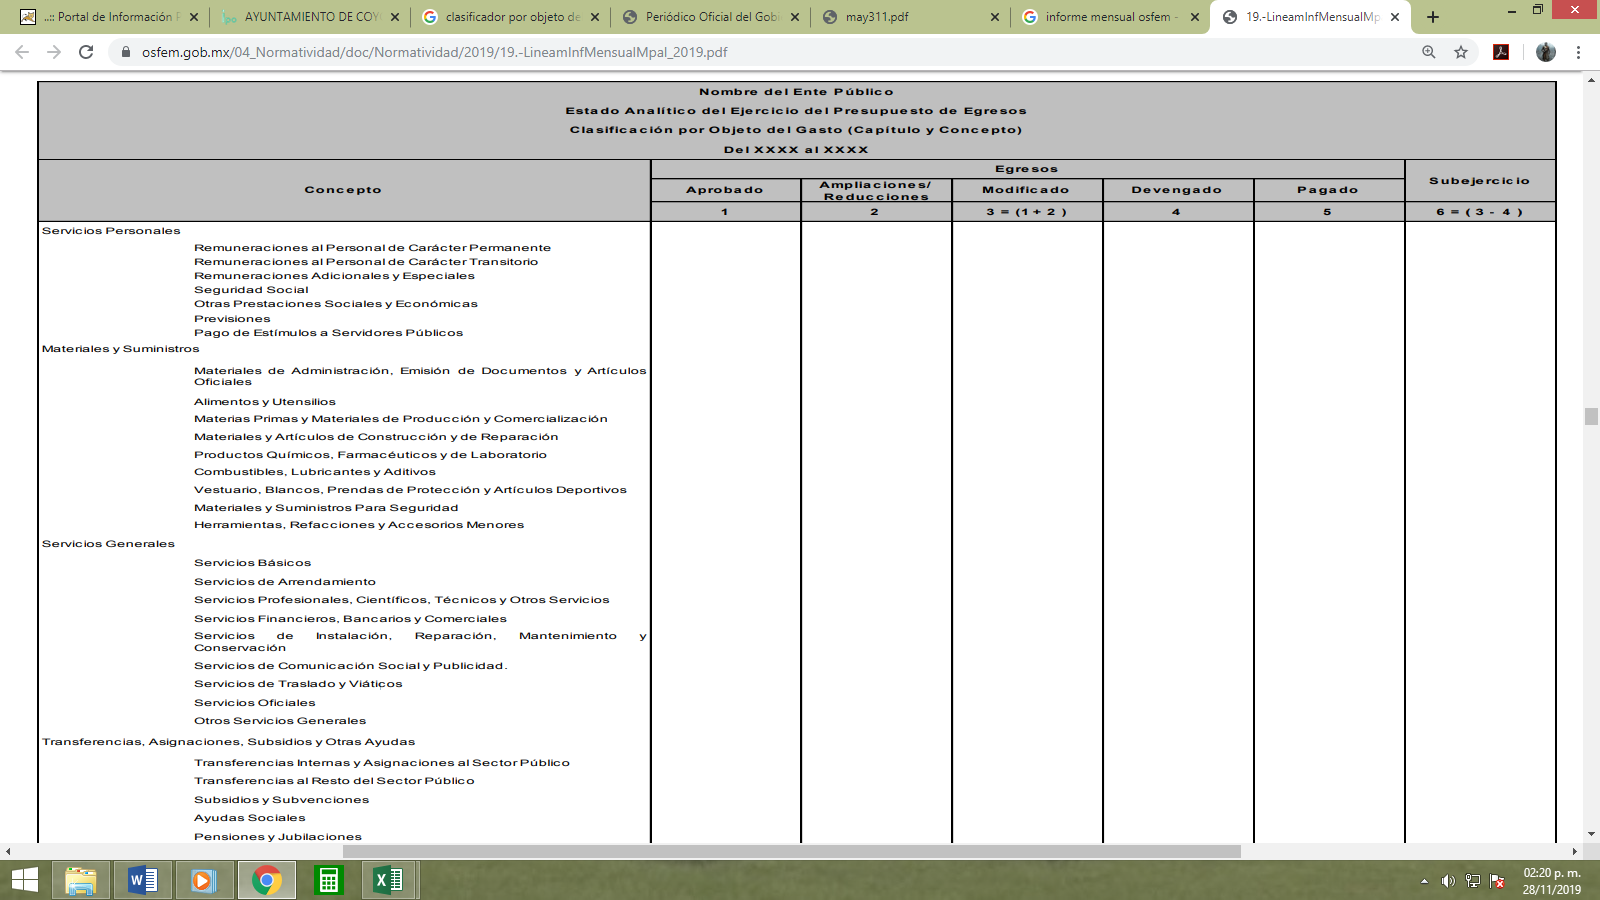 ..:: Portal de Información P
AYUNTAMIENTO DE COY
clasificador por objeto de
Periódico Oficial del Gobi
may311.pdf
informe mensual osfem -
19.-LineamInfMensualMp
osfem.gob.mx/04_Normatividad/doc/Normatividad/2019/19.-LineamInfMensualMpal_2019.pdf
Nombre del Ente Público
Estado Analítico del Ejercicio del Presupuesto de Egresos
Clasificación por Objeto del Gasto (Capítulo y Concepto)
Del XXXX al XXXX
Concepto
Egresos
Subejercicio
Aprobado
Ampliaciones/
Reducciones
Modificado
Devengado
Pagado
1
2
3 = (1 + 2 )
4
5
6 = ( 3 - 4 )
Servicios Personales
Remuneraciones al Personal de Carácter Permanente
Remuneraciones al Personal de Carácter Transitorio
Remuneraciones Adicionales y Especiales
Seguridad Social
Otras Prestaciones Sociales y Económicas
Previsiones
Pago de Estímulos a Servidores Públicos
Materiales y Suministros
Materiales de Administración, Emisión de Documentos y Artículos
Oficiales
Alimentos y Utensilios
Materias Primas y Materiales de Producción y Comercialización
Materiales y Artículos de Construcción y de Reparación
Productos Químicos, Farmacéuticos y de Laboratorio
Combustibles, Lubricantes y Aditivos
Vestuario, Blancos, Prendas de Protección y Artículos Deportivos
Materiales y Suministros Para Seguridad
Herramientas, Refacciones y Accesorios Menores
Servicios Generales
Servicios Básicos
Servicios de Arrendamiento
Servicios Profesionales, Científicos, Técnicos y Otros Servicios
Servicios Financieros, Bancarios y Comerciales
Servicios de Instalación, Reparación, Mantenimiento y
Conservación
Servicios de Comunicación Social y Publicidad.
Servicios de Traslado y Viáticos
Servicios Oficiales
Otros Servicios Generales
Transferencias, Asignaciones, Subsidios y Otras Ayudas
Transferencias Internas y Asignaciones al Sector Público
Transferencias al Resto del Sector Público
Subsidios y Subvenciones
Ayudas Sociales
Pensiones y Jubilaciones
02:20 p. m.
28/11/2019